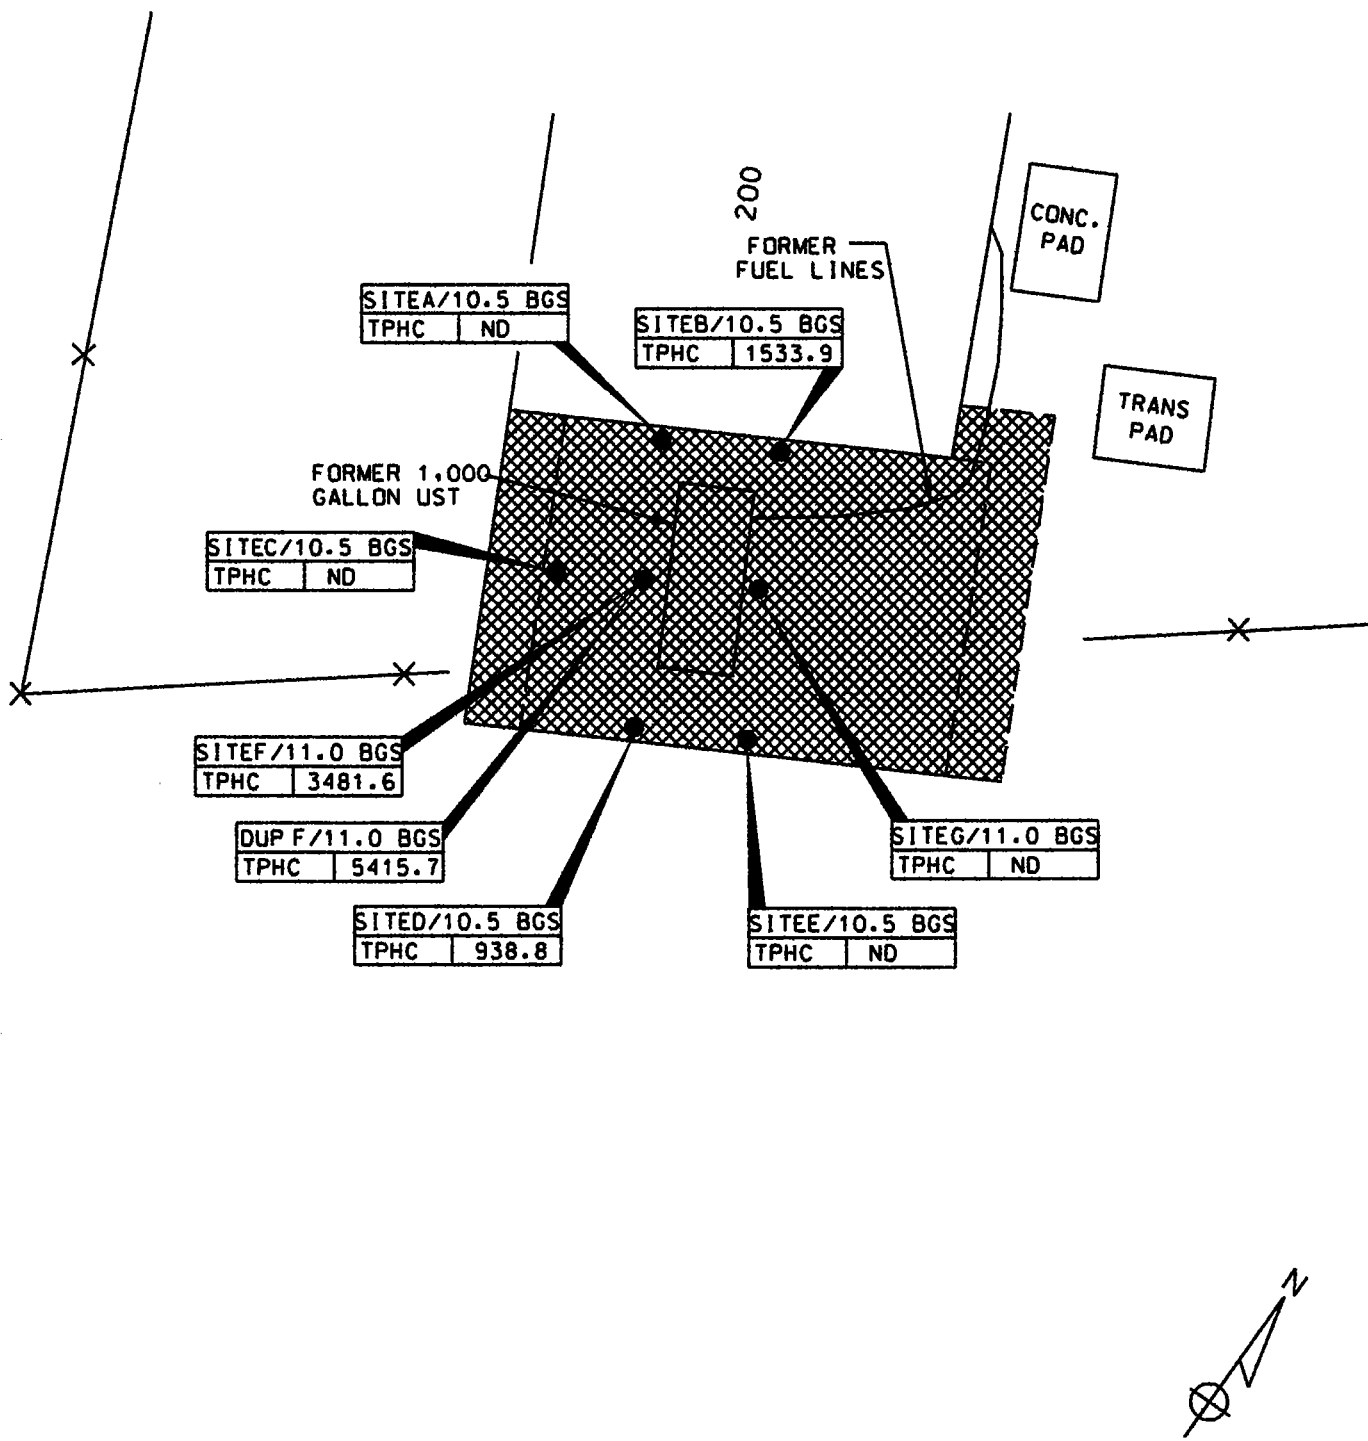 200
CONC.
PAD
FORMER
FUEL LINES
SITEA/10.5 BGS
TPHC ND
SITEB/10.5 BGS
TPHC 1533.9
TRANS
PAD
FORMER 1,000
GALLON UST
SITEC/10.5 BGS
TPHC ND
SITEF/11.0 BGS
TPHC 3481.6
DUP F/11.0 BGS
TPHC 5415.7
SITEG/11.0 BGS
TPHC ND
SITED/10.5 BGS
TPHC 938.8
SITEE/10.5 BGS
TPHC ND
N